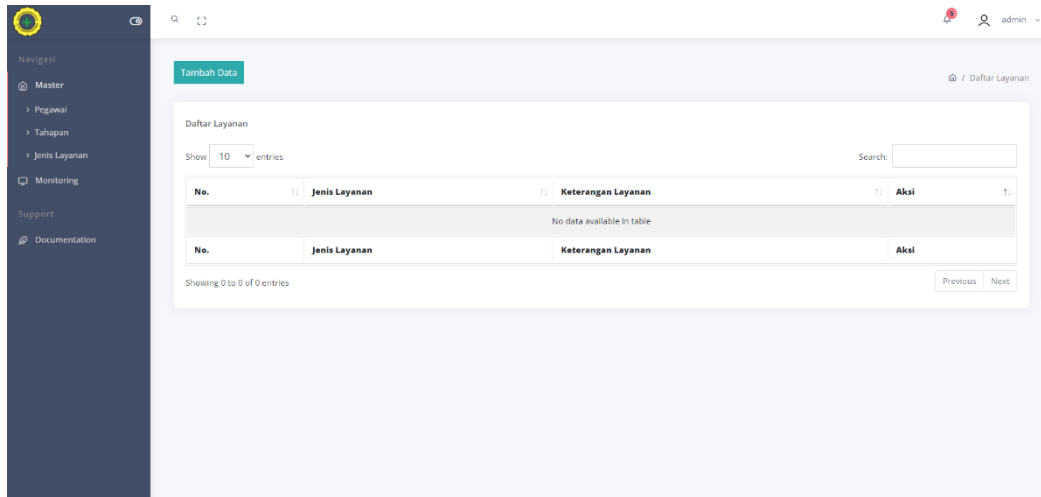 5
admin
Navigasi
Master
> Pegawai
> Tahapan
> Jenis Layanan
Monitoring
Support
Documentation
Tambah Data
/ Daftar Layanan
Daftar Layanan
Show 10 entries
Search:
No. Jenis Layanan Keterangan Layanan Aksi
No data available in table
No. Jenis Layanan Keterangan Layanan Aksi
Showing 0 to 0 of 0 entries
Previous Next